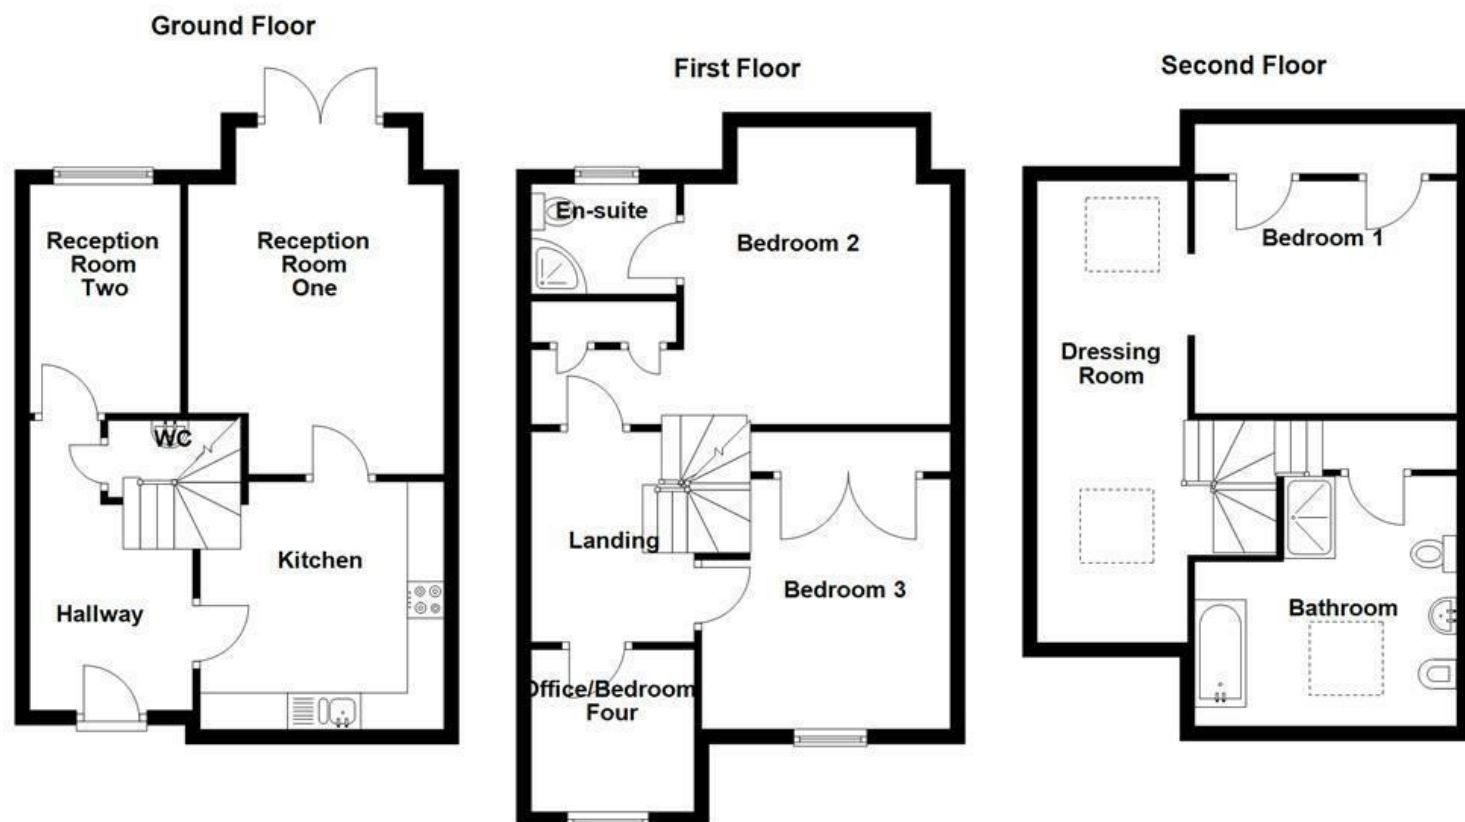 Ground Floor
Reception
Room
Two
Reception
Room
One
WC
Kitchen
Hallway
First Floor
En-suite
Bedroom 2
Landing
Bedroom 3
Office/Bedroom
Four
Second Floor
Bedroom 1
Dressing
Room
Bathroom